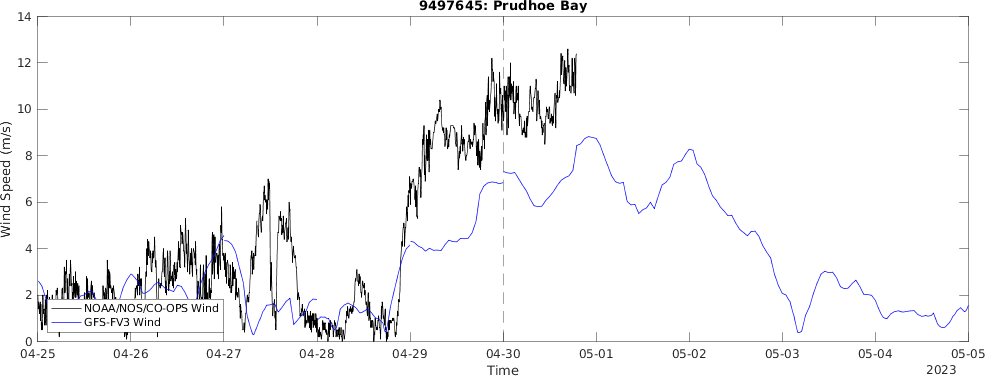 9497645: Prudhoe Bay
14
12
10
8
6
4
2
0
Wind Speed (m/s)
NOAA/NOS/CO-OPS Wind
GFS-FV3 Wind
04-25 04-26 04-27 04-28 04-29 04-30 05-01 05-02 05-03 05-04 05-05
Time
2023